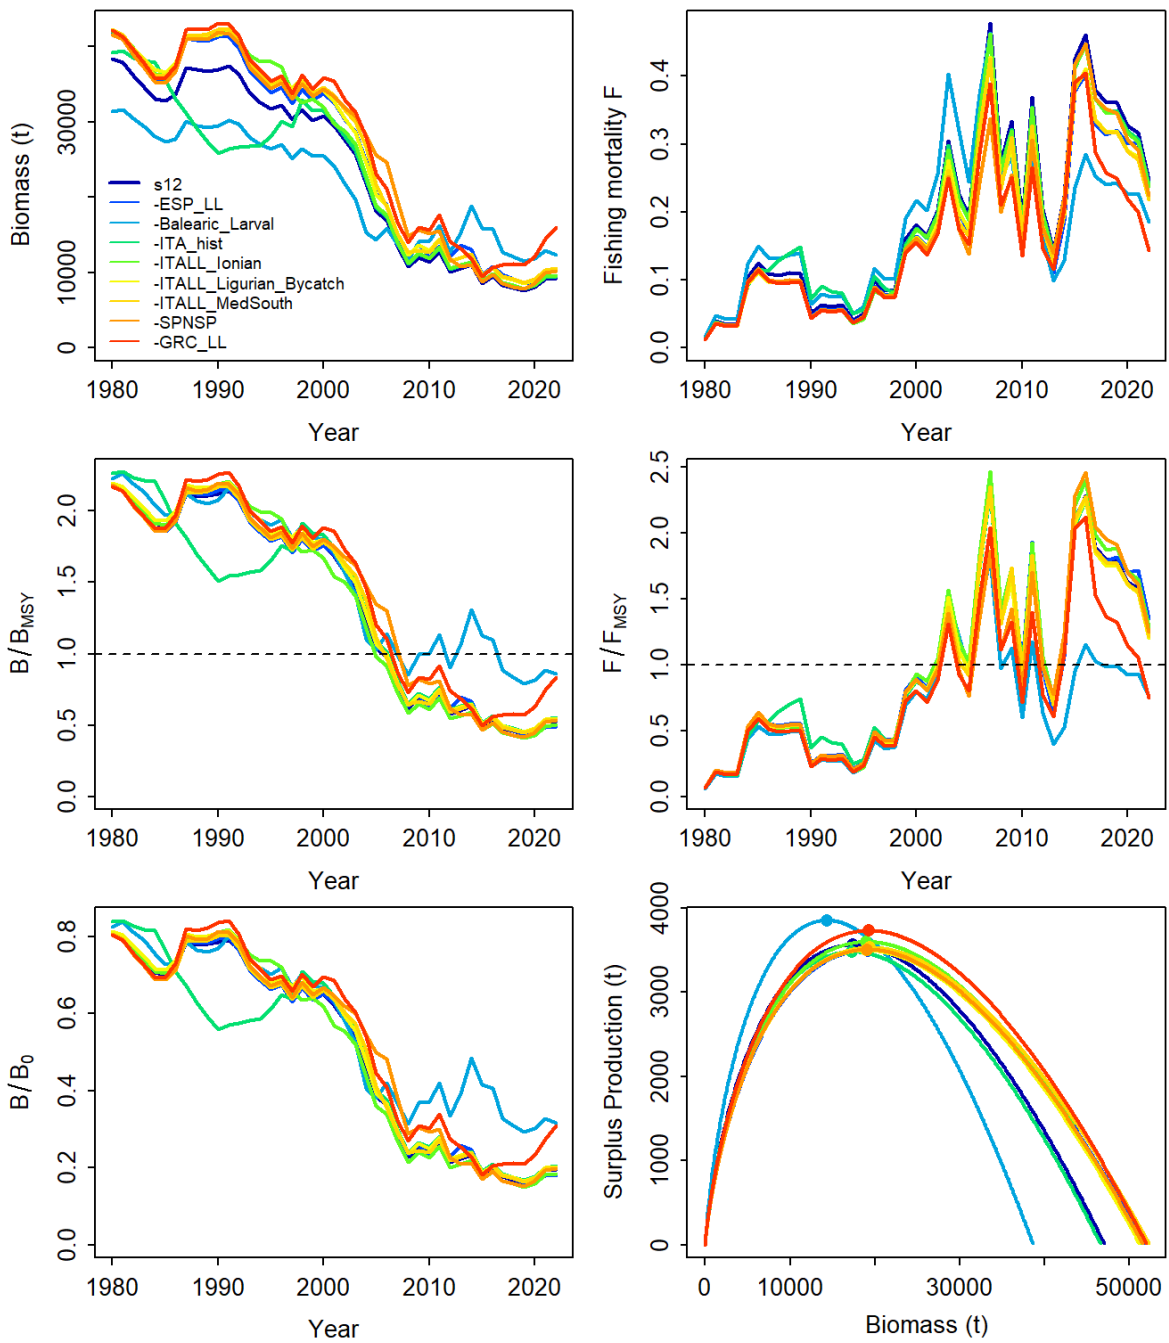 Biomass (t)
0
10000
30000
s12
-ESP_LL
-Balearic_Larval
-ITA_hist
-ITALL_Ionian
-ITALL_Ligurian_Bycatch
-ITALL_MedSouth
-SPNSP
-GRC_LL
1980 1990 2000 2010 2020
Year
Fishing mortality F
0.0 0.1 0.2 0.3 0.4
1980 1990 2000 2010 2020
Year
B / B_MSY
0.0 0.5 1.0 1.5 2.0
1980 1990 2000 2010 2020
Year
F / F_MSY
0.0 0.5 1.0 1.5 2.0 2.5
1980 1990 2000 2010 2020
Year
B / B_0
0.0 0.2 0.4 0.6 0.8
1980 1990 2000 2010 2020
Year
Surplus Production (t)
0 1000 2000 3000 4000
0 10000 30000 50000
Biomass (t)